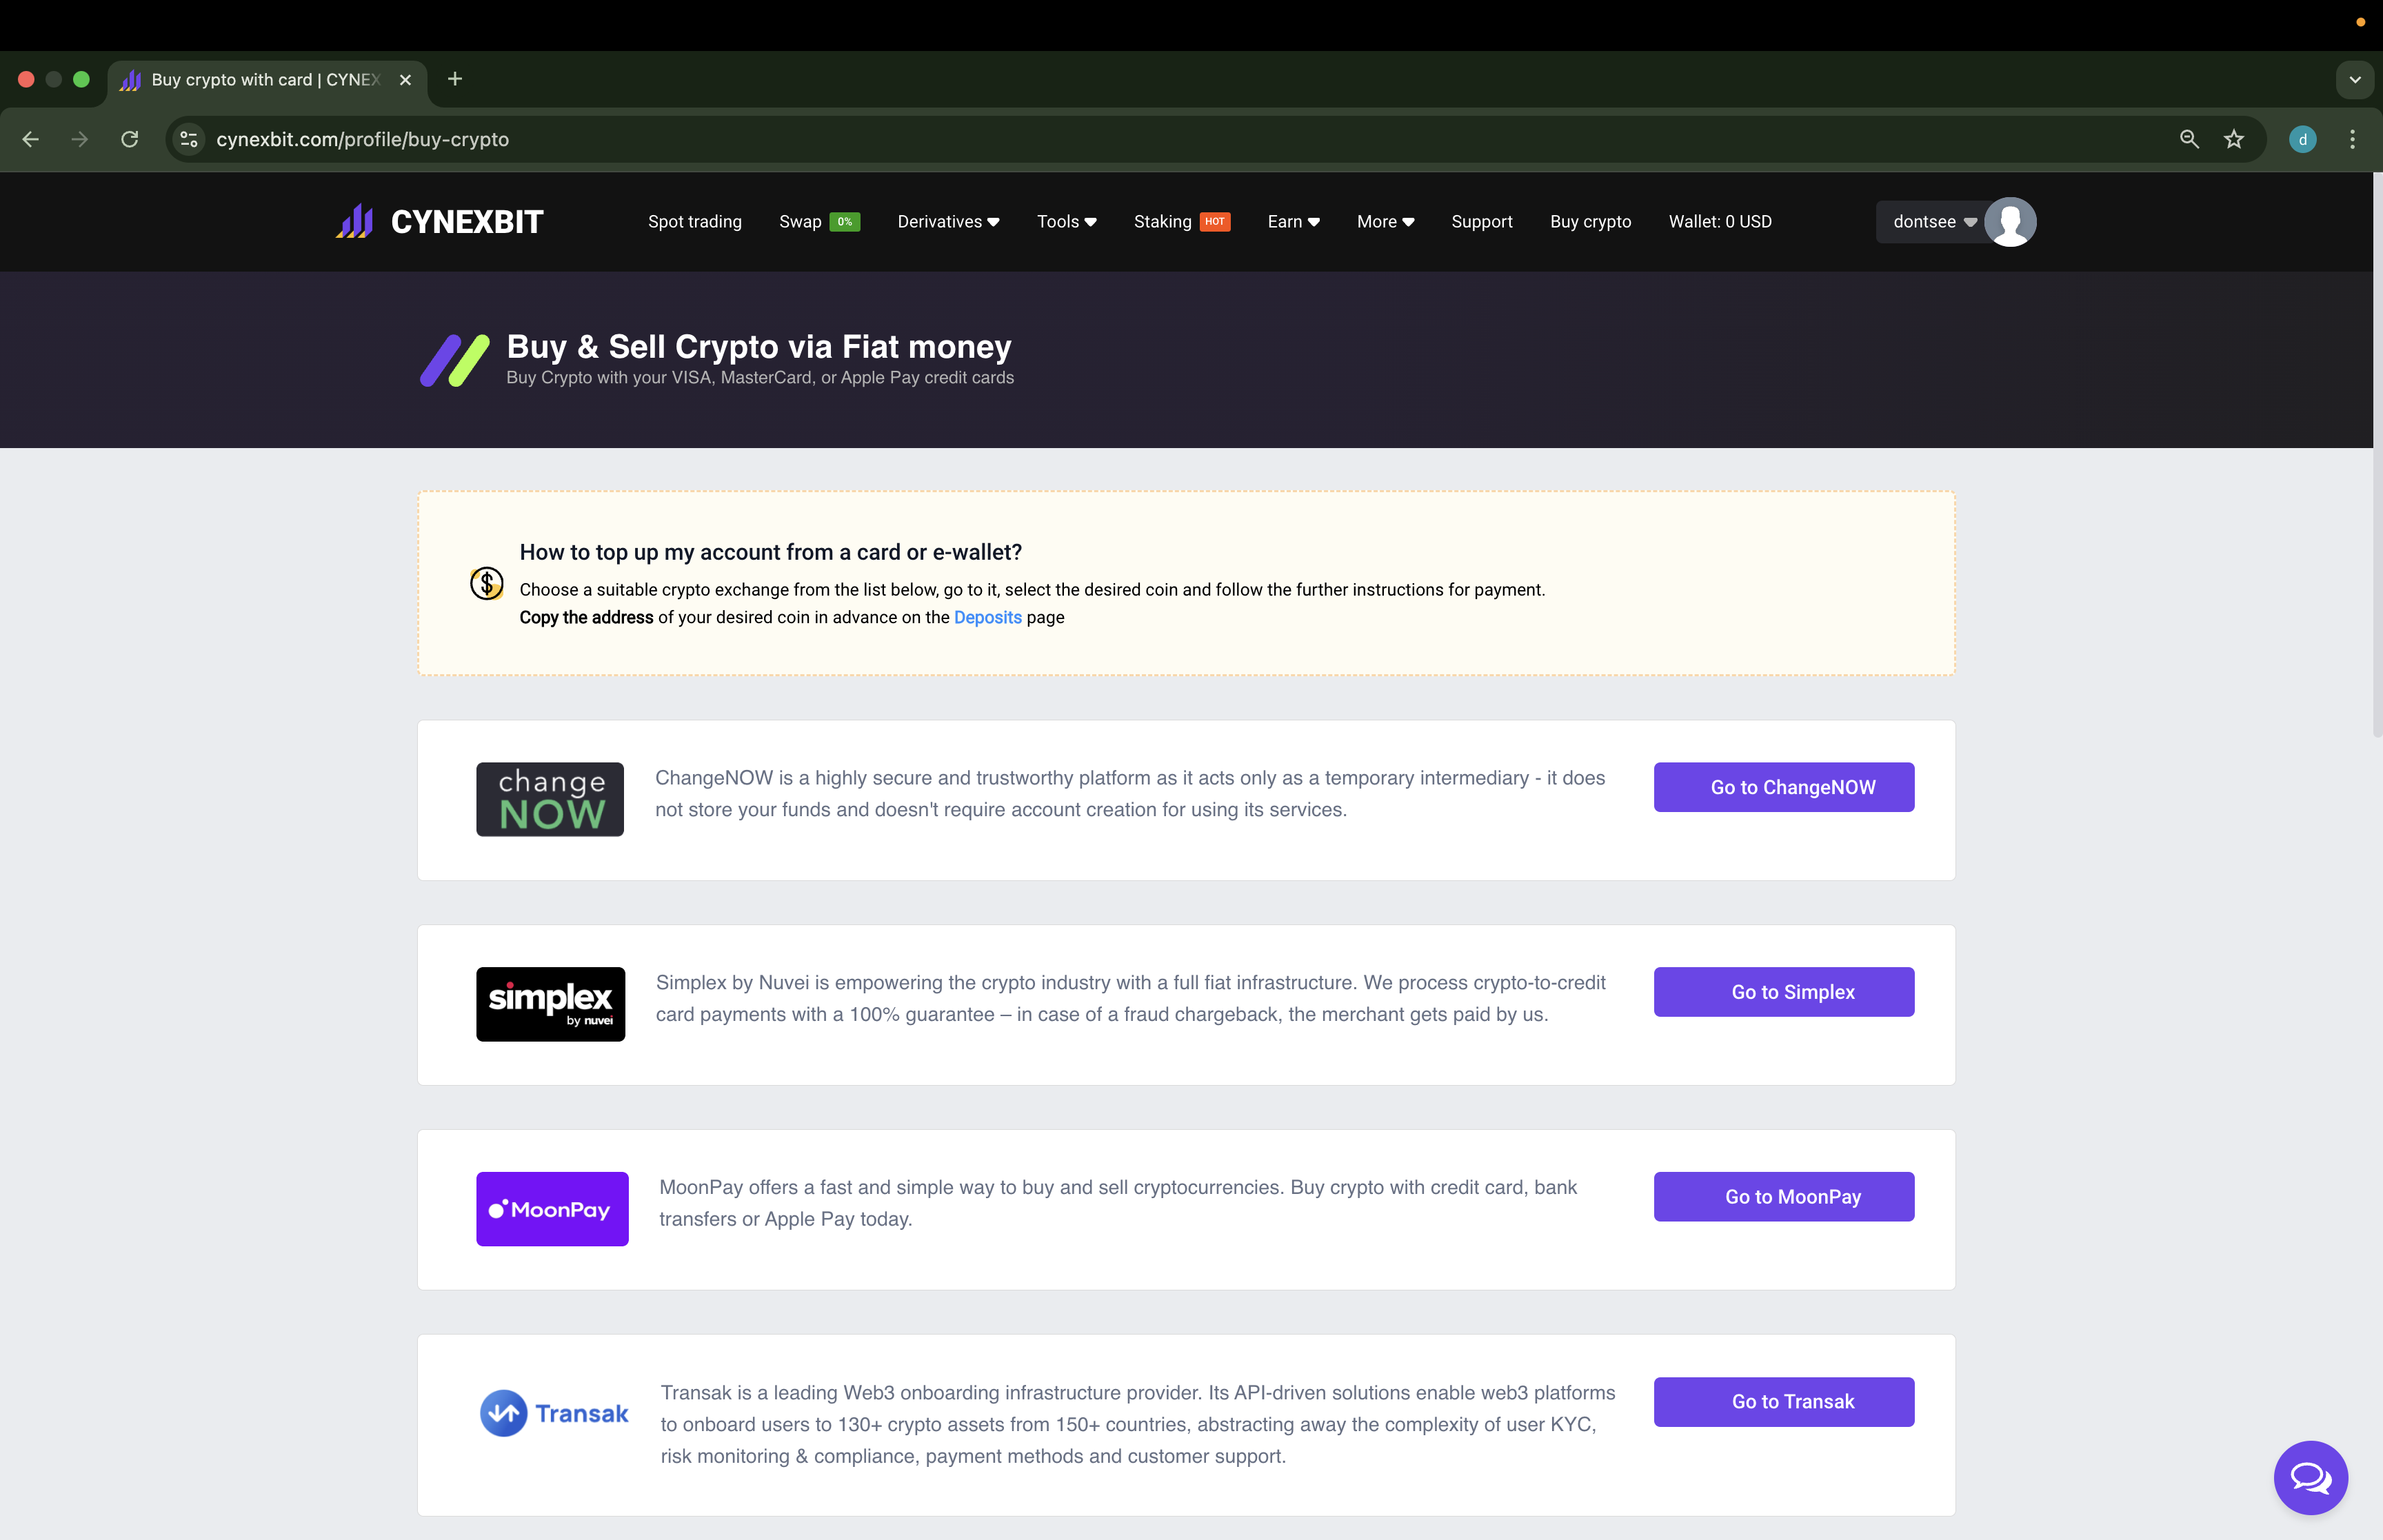 Buy crypto with card | CYNEX
cynexbit.com/profile/buy-crypto
d
CYNEXBIT
Spot trading
Swap 0%
Derivatives
Tools
Staking HOT
Earn
More
Support
Buy crypto
Wallet: 0 USD
dontsee
Buy & Sell Crypto via Fiat money
Buy Crypto with your VISA, MasterCard, or Apple Pay credit cards
How to top up my account from a card or e-wallet?
$
Choose a suitable crypto exchange from the list below, go to it, select the desired coin and follow the further instructions for payment.
Copy the address of your desired coin in advance on the Deposits page
change
NOW
ChangeNOW is a highly secure and trustworthy platform as it acts only as a temporary intermediary - it does
not store your funds and doesn't require account creation for using its services.
Go to ChangeNOW
simplex
by nuvei
Simplex by Nuvei is empowering the crypto industry with a full fiat infrastructure. We process crypto-to-credit
card payments with a 100% guarantee – in case of a fraud chargeback, the merchant gets paid by us.
Go to Simplex
MoonPay
MoonPay offers a fast and simple way to buy and sell cryptocurrencies. Buy crypto with credit card, bank
transfers or Apple Pay today.
Go to MoonPay
Transak
Transak is a leading Web3 onboarding infrastructure provider. Its API-driven solutions enable web3 platforms
to onboard users to 130+ crypto assets from 150+ countries, abstracting away the complexity of user KYC,
risk monitoring & compliance, payment methods and customer support.
Go to Transak